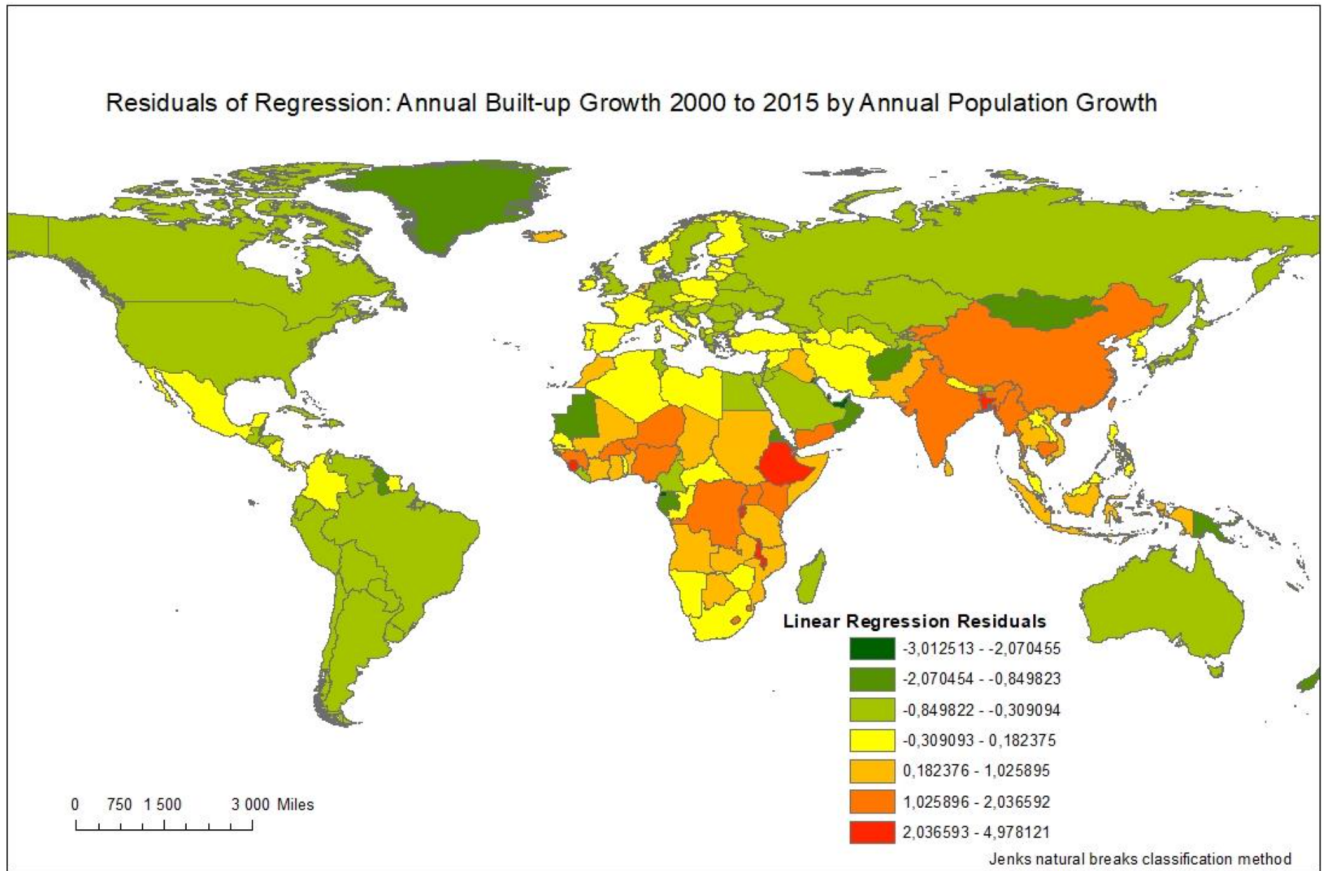 Residuals of Regression: Annual Built-up Growth 2000 to 2015 by Annual Population Growth
Linear Regression Residuals
-3,012513 - -2,070455
-2,070454 - -0,849823
-0,849822 - -0,309094
-0,309093 - 0,182375
0,182376 - 1,025895
1,025896 - 2,036592
2,036593 - 4,978121
0 750 1 500 3 000 Miles
Jenks natural breaks classification method